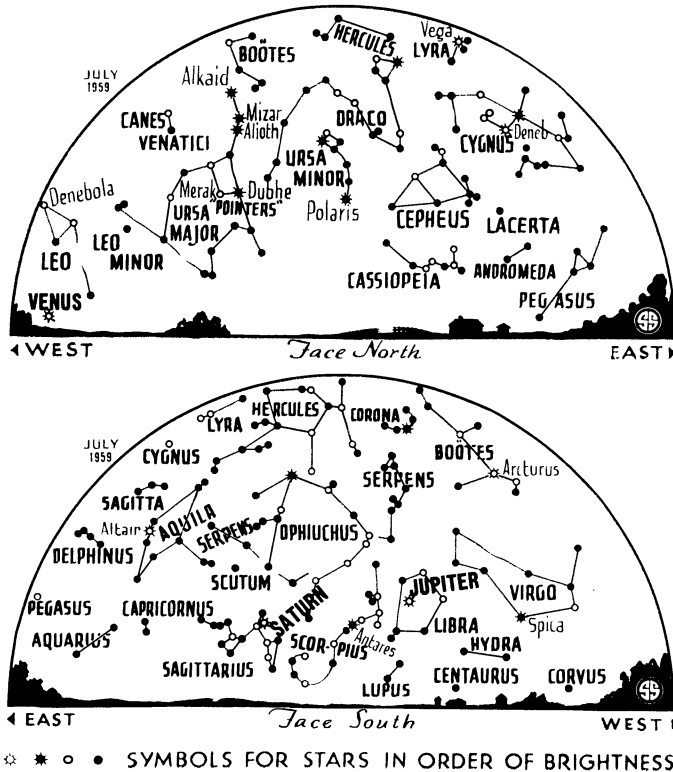 Vega
HERCULES
LYRA
BOÖTES
JULY
1959
Alkaid
CANES
VENATICI
Mizar
Alioth
DRACO
CYGNUS
Deneb
URSA
MINOR
Denebola
Merak
Dubhe
"POINTERS"
Polaris
URSA
MAJOR
CEPHEUS
LACERTA
LEO
LEO
MINOR
CASSIOPEIA
ANDROMEDA
PEGASUS
VENUS
WEST
Face North
EAST
HERCULES
LYRA
CORONA
JULY
1959
CYGNUS
BOÖTES
Arcturus
SERPENS
SAGITTA
Altair
AQUILA
SERPENS
OPHIUCHUS
DELPHINUS
SCUTUM
JUPITER
VIRGO
PEGASUS
CAPRICORNUS
SATURN
Spica
AQUARIUS
LIBRA
Antares
SCORPIUS
HYDRA
SAGITTARIUS
LUPUS
CENTAURUS
CORVUS
EAST
Face South
WEST
SYMBOLS FOR STARS IN ORDER OF BRIGHTNESS